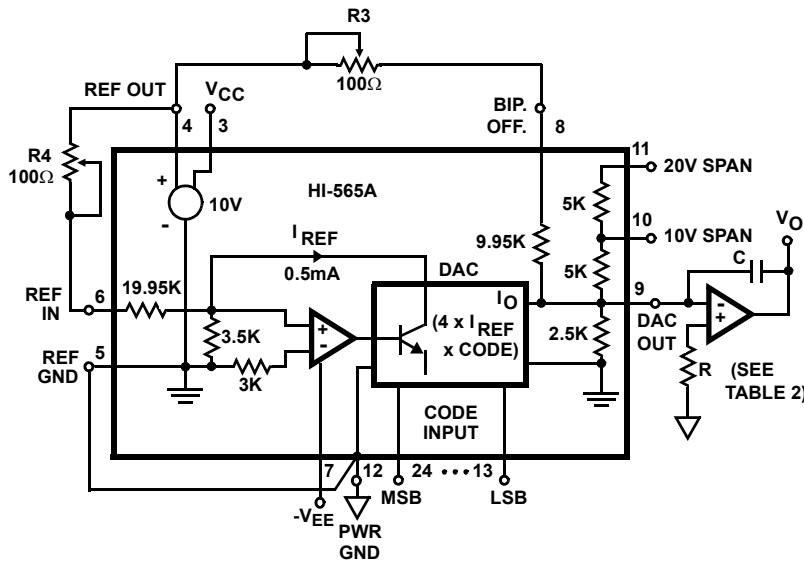 R3
100Ω
REF OUT
VCC
4
3
BIP.
OFF.
8
11
20V SPAN
R4
100Ω
+
-
10V
HI-565A
5K
10
10V SPAN
VO
IREF
0.5mA
9.95K
5K
C
DAC
REF
IN
6
19.95K
IO
9
DAC
OUT
-
+
3.5K
+
-
(4 x IREF
x CODE)
2.5K
REF
GND
5
3K
R
(SEE
TABLE 2)
CODE
INPUT
7
12
24
13
-VEE
PWR
GND
MSB
LSB